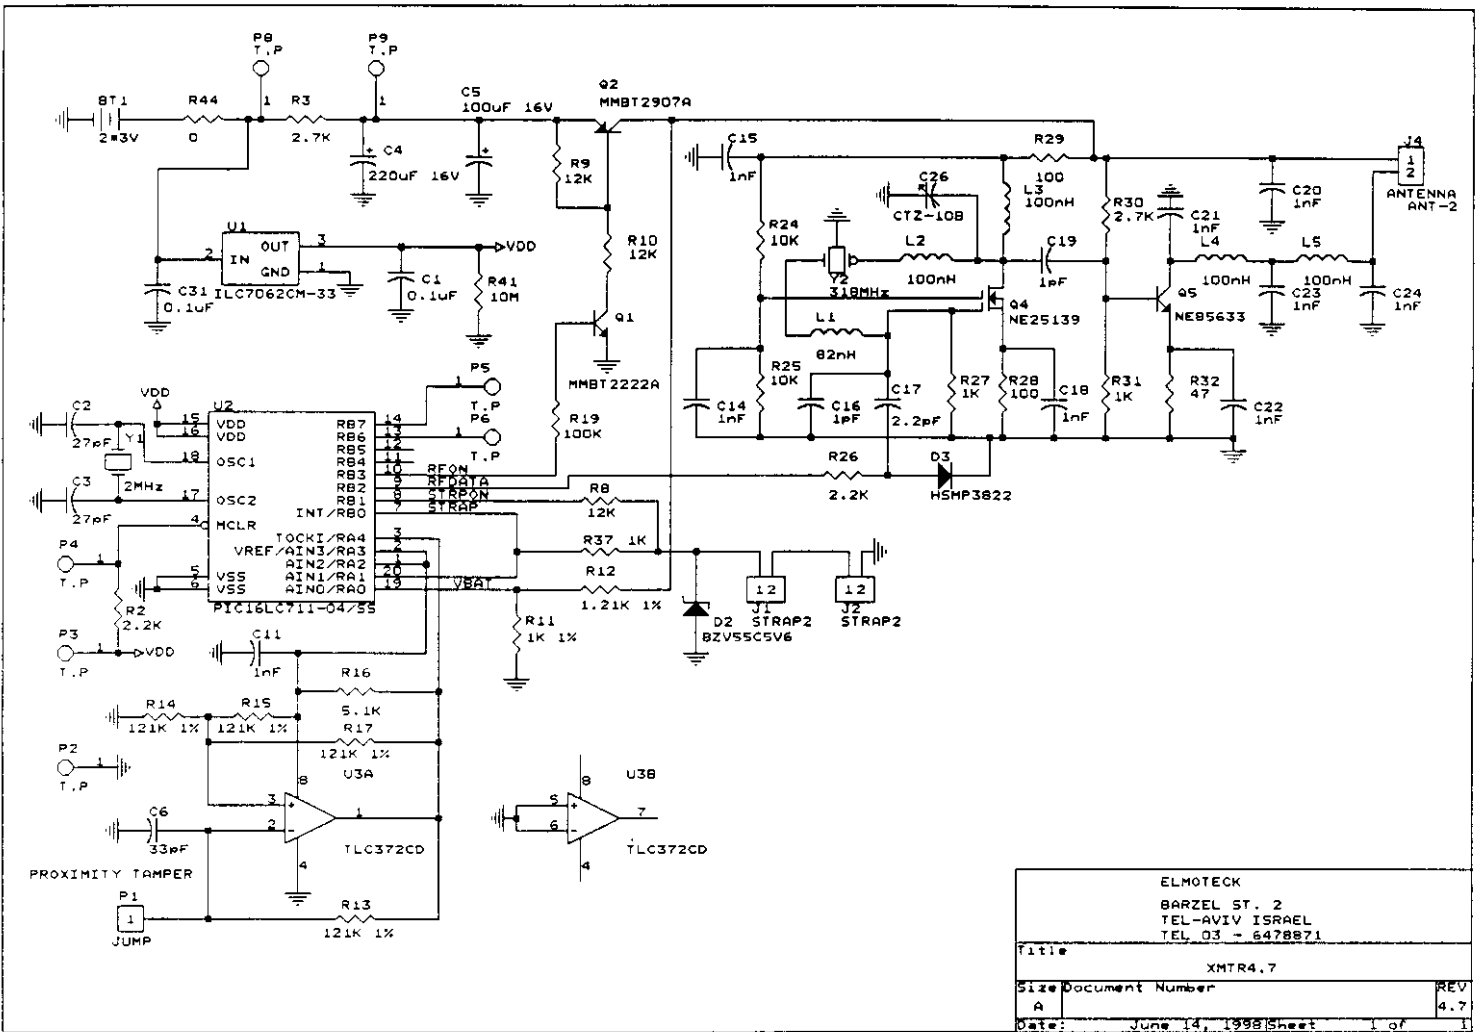 P8
T.P
P9
T.P
BT1
2*3V
R44
0
1
R3
2.7K
1
C5
100uF 16V
Q2
MMBT2907A
C4
220uF 16V
R9
12K
R10
12K
U1
IN
OUT
GND
2
3
1
VDD
ILC7062CM-33
C31
0.1uF
C1
0.1uF
R41
10M
Q1
MMBT2222A
R19
100K
C15
1nF
R29
100
C26
CTZ-10B
L3
100nH
R24
10K
Y2
318MHz
L2
100nH
C19
1pF
R30
2.7K
C21
1nF
C20
1nF
J4
1
2
ANTENNA
ANT-2
L4
100nH
L5
100nH
C23
1nF
C24
1nF
Q4
NE25139
Q5
NE85633
L1
82nH
R25
10K
C14
1nF
C16
1pF
C17
2.2pF
R27
1K
R28
100
C18
1nF
R31
1K
R32
47
C22
1nF
R26
2.2K
D3
HSMP3822
P5
1
T.P
P6
1
T.P
VDD
C2
27pF
Y1
2MHz
C3
27pF
U2
15
VDD
16
VDD
18
OSC1
17
OSC2
4
MCLR
5
VSS
6
VSS
RB7
14
RB6
13
RB5
12
RB4
11
RB3
10
RFON
RB2
9
RFDATA
RB1
8
STRPON
INT/RB0
7
STRAP
TOCKI/RA4
3
VREF/AIN3/RA3
2
AIN2/RA2
1
AIN1/RA1
20
AIN0/RA0
19
VBAT
PIC16LC711-04/SS
P4
1
T.P
R2
2.2K
P3
1
T.P
VDD
R8
12K
R37 1K
R12
1.21K 1%
R11
1K 1%
D2
BZV55C5V6
12
J1
STRAP2
12
J2
STRAP2
C11
1nF
R16
5.1K
R14
121K 1%
R15
121K 1%
R17
121K 1%
P2
1
T.P
U3A
8
3
+
2
-
1
4
TLC372CD
C6
33pF
U3B
8
5
+
6
-
7
4
TLC372CD
PROXIMITY TAMPER
P1
1
JUMP
R13
121K 1%
ELMOTECK
BARZEL ST. 2
TEL-AVIV ISRAEL
TEL 03 - 6478871
Title
XMTR4.7
Size
Document Number
REV
A
4.7
Date: June 14, 1998
Sheet 1 of 1